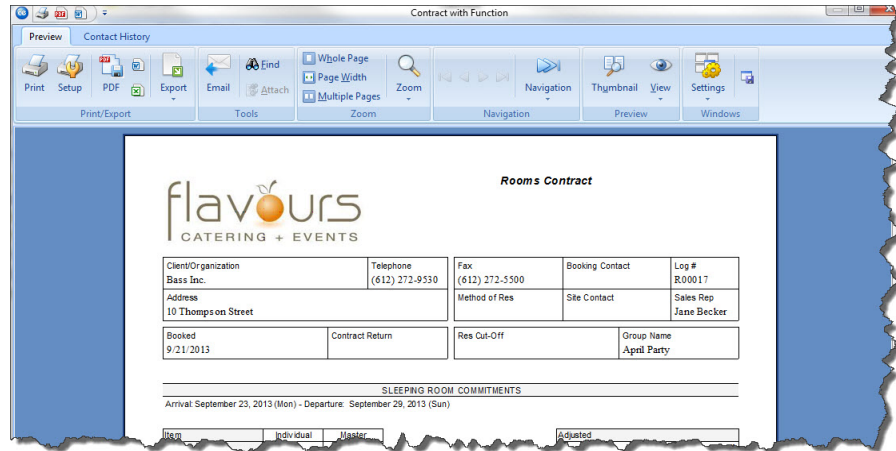 Contract with Function
Preview Contact History
Print Setup PDF Export Email Find Attach Whole Page Page Width Multiple Pages Zoom Navigation Thumbnail View Settings
Print/Export Tools Zoom Navigation Preview Windows
Rooms Contract
flavours
CATERING + EVENTS
Client/Organization Telephone Fax Booking Contact Log #
Bass Inc. (612) 272-9530 (612) 272-5500 R00017
Address Method of Res Site Contact Sales Rep
10 Thompson Street Jane Becker
Booked Contract Return Res Cut-Off Group Name
9/21/2013 April Party
SLEEPING ROOM COMMITMENTS
Arrival: September 23, 2013 (Mon) - Departure: September 29, 2013 (Sun)
Item Individual Master Adjusted